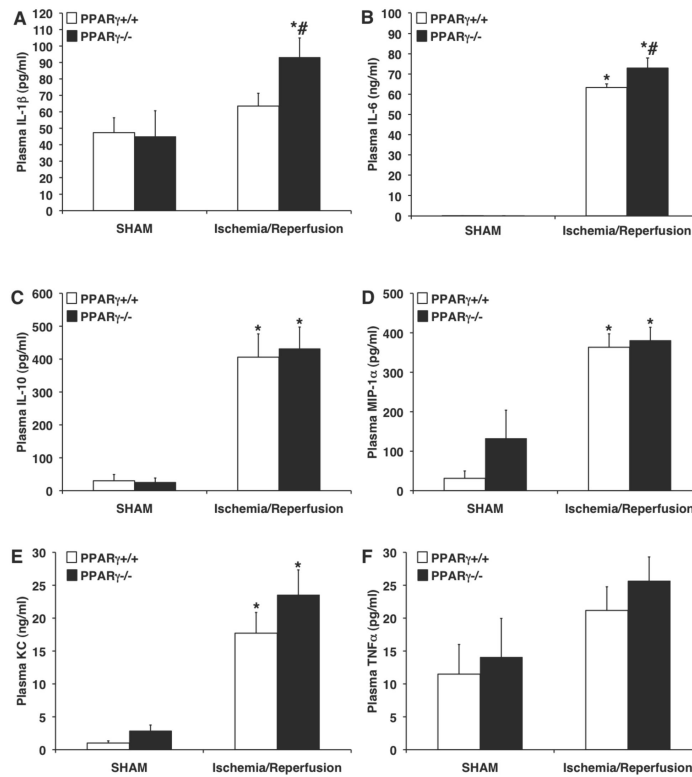 A
PPARγ+/+
PPARγ-/-
Plasma IL-1β (pg/ml)
120
110
100
90
80
70
60
50
40
30
20
10
0
*#
SHAM
Ischemia/Reperfusion
B
PPARγ+/+
PPARγ-/-
Plasma IL-6 (ng/ml)
100
90
80
70
60
50
40
30
20
10
0
*
*#
SHAM
Ischemia/Reperfusion
C
PPARγ+/+
PPARγ-/-
Plasma IL-10 (pg/ml)
600
500
400
300
200
100
0
*
*
SHAM
Ischemia/Reperfusion
D
PPARγ+/+
PPARγ-/-
Plasma MIP-1α (pg/ml)
500
400
300
200
100
0
*
*
SHAM
Ischemia/Reperfusion
E
PPARγ+/+
PPARγ-/-
Plasma KC (ng/ml)
30
25
20
15
10
5
0
*
*
SHAM
Ischemia/Reperfusion
F
PPARγ+/+
PPARγ-/-
Plasma TNFα (pg/ml)
30
25
20
15
10
5
0
SHAM
Ischemia/Reperfusion